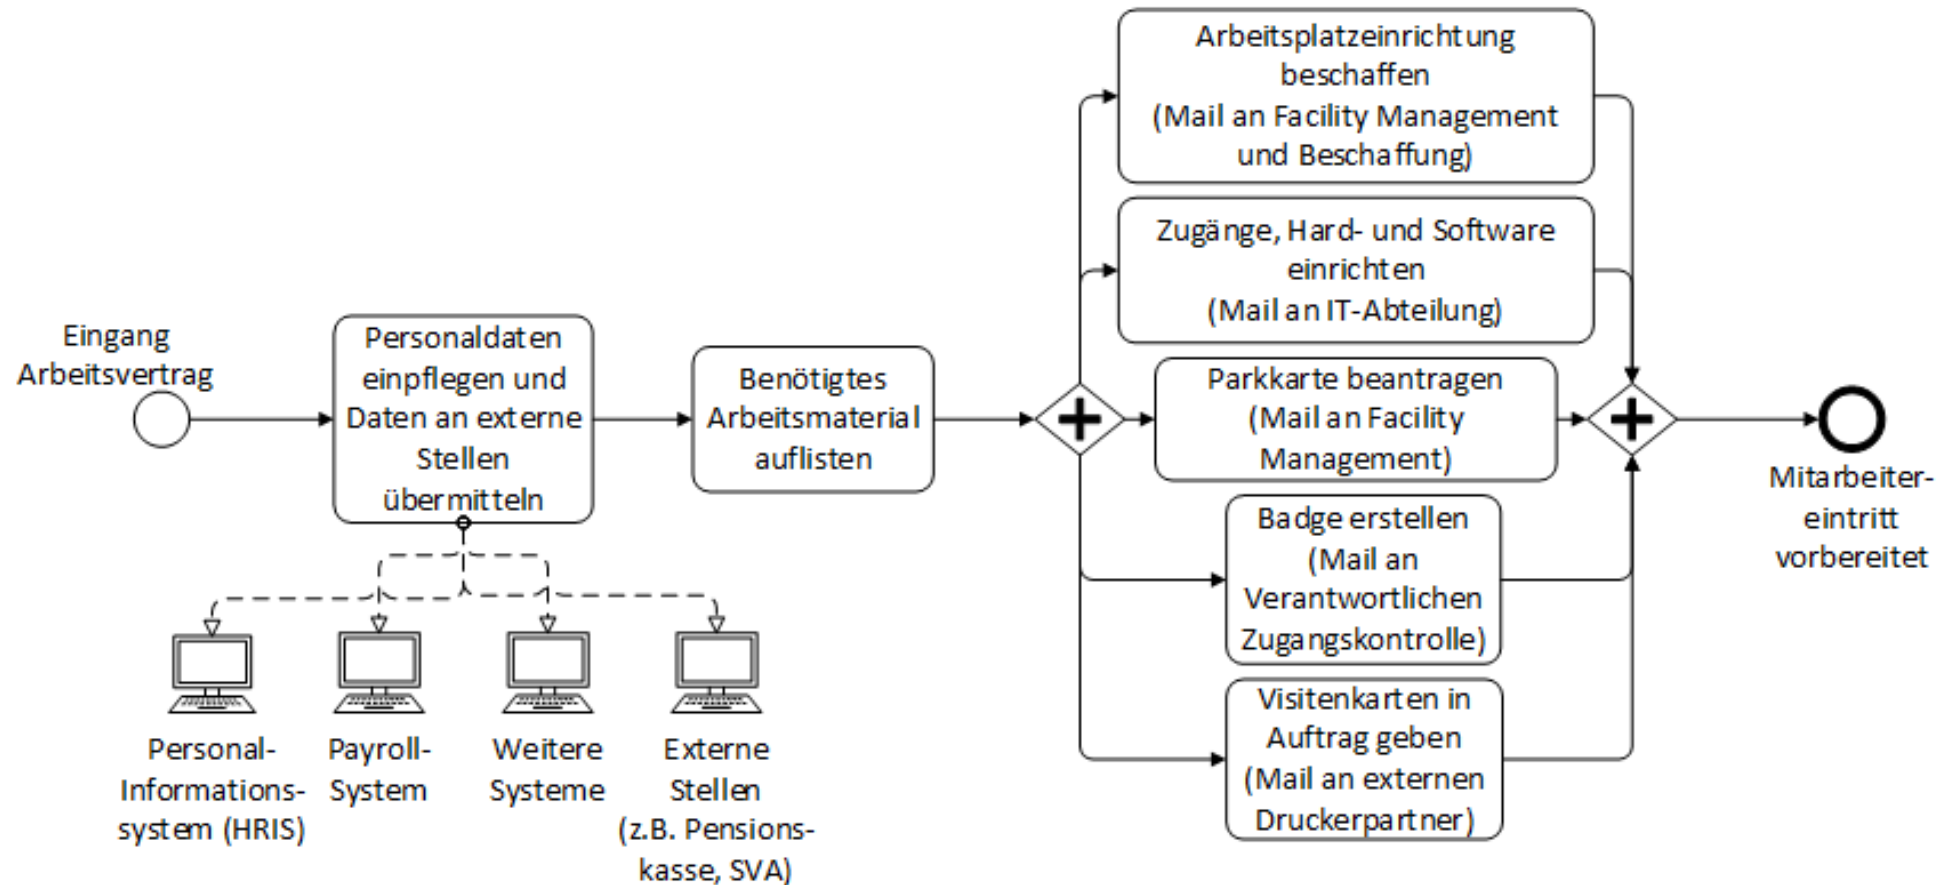 Eingang
Arbeitsvertrag
Personaldaten
einpflegen und
Daten an externe
Stellen
übermitteln
Personal-
Informations-
system (HRIS)
Payroll-
System
Weitere
Systeme
Externe
Stellen
(z.B. Pensions-
kasse, SVA)
Benötigtes
Arbeitsmaterial
auflisten
Arbeitsplatzeinrichtung
beschaffen
(Mail an Facility Management
und Beschaffung)
Zugänge, Hard- und Software
einrichten
(Mail an IT-Abteilung)
Parkkarte beantragen
(Mail an Facility
Management)
Badge erstellen
(Mail an
Verantwortlichen
Zugangskontrolle)
Visitenkarten in
Auftrag geben
(Mail an externen
Druckerpartner)
Mitarbeiter-
eintritt
vorbereitet